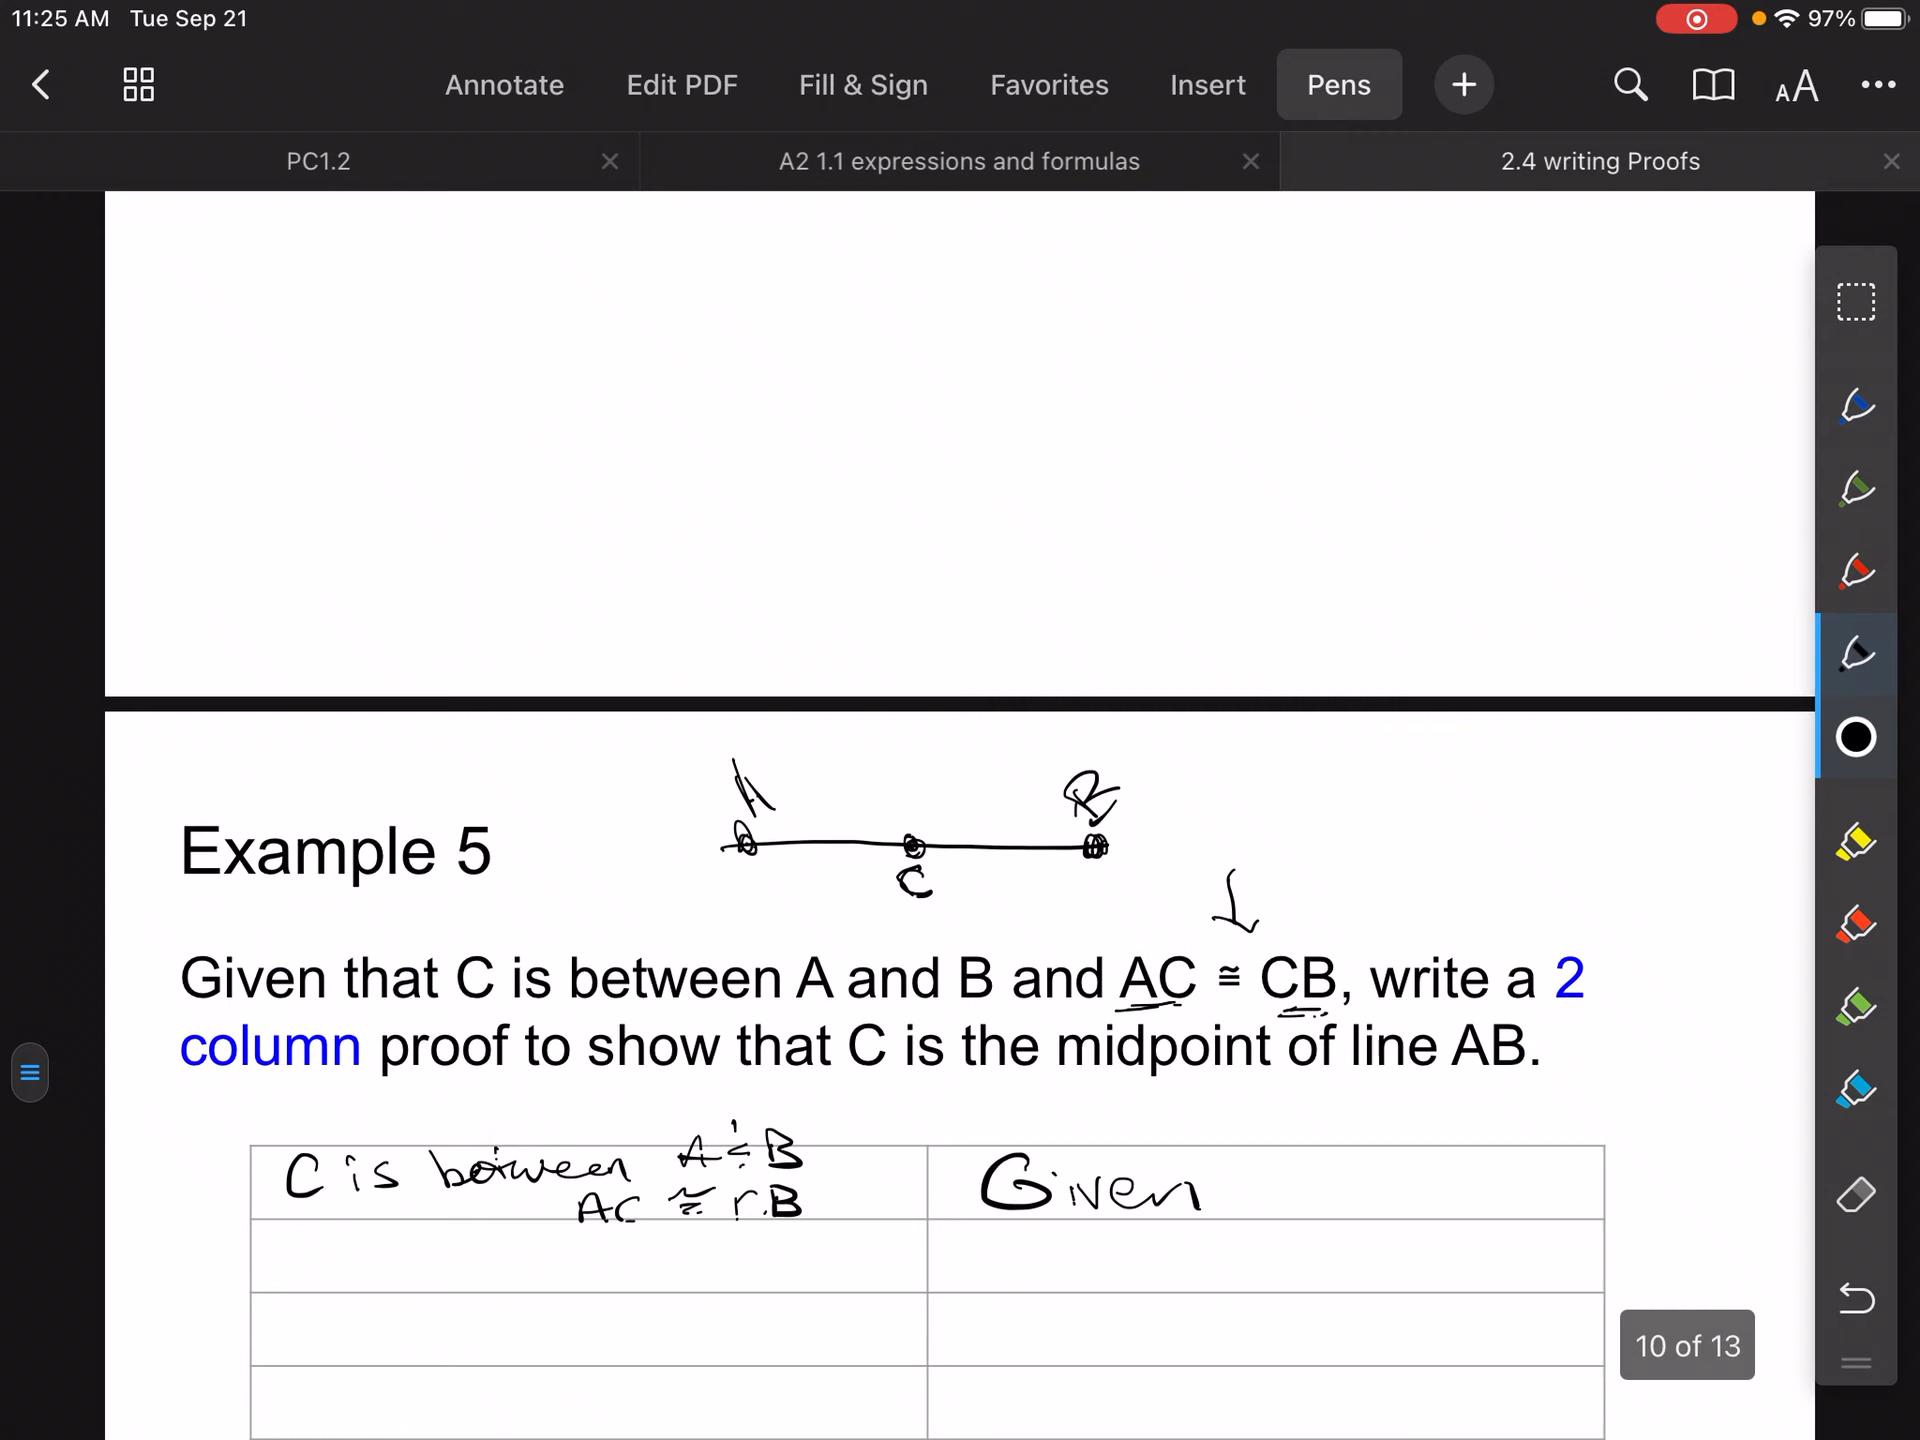 11:25 AM Tue Sep 21 97%
Annotate Edit PDF Fill & Sign Favorites Insert Pens AA
PC1.2 A2 1.1 expressions and formulas 2.4 writing Proofs
A B
Example 5
C
Given that C is between A and B and AC ≅ CB, write a 2
column proof to show that C is the midpoint of line AB.
C is between A & B Given
AC ≅ CB
10 of 13